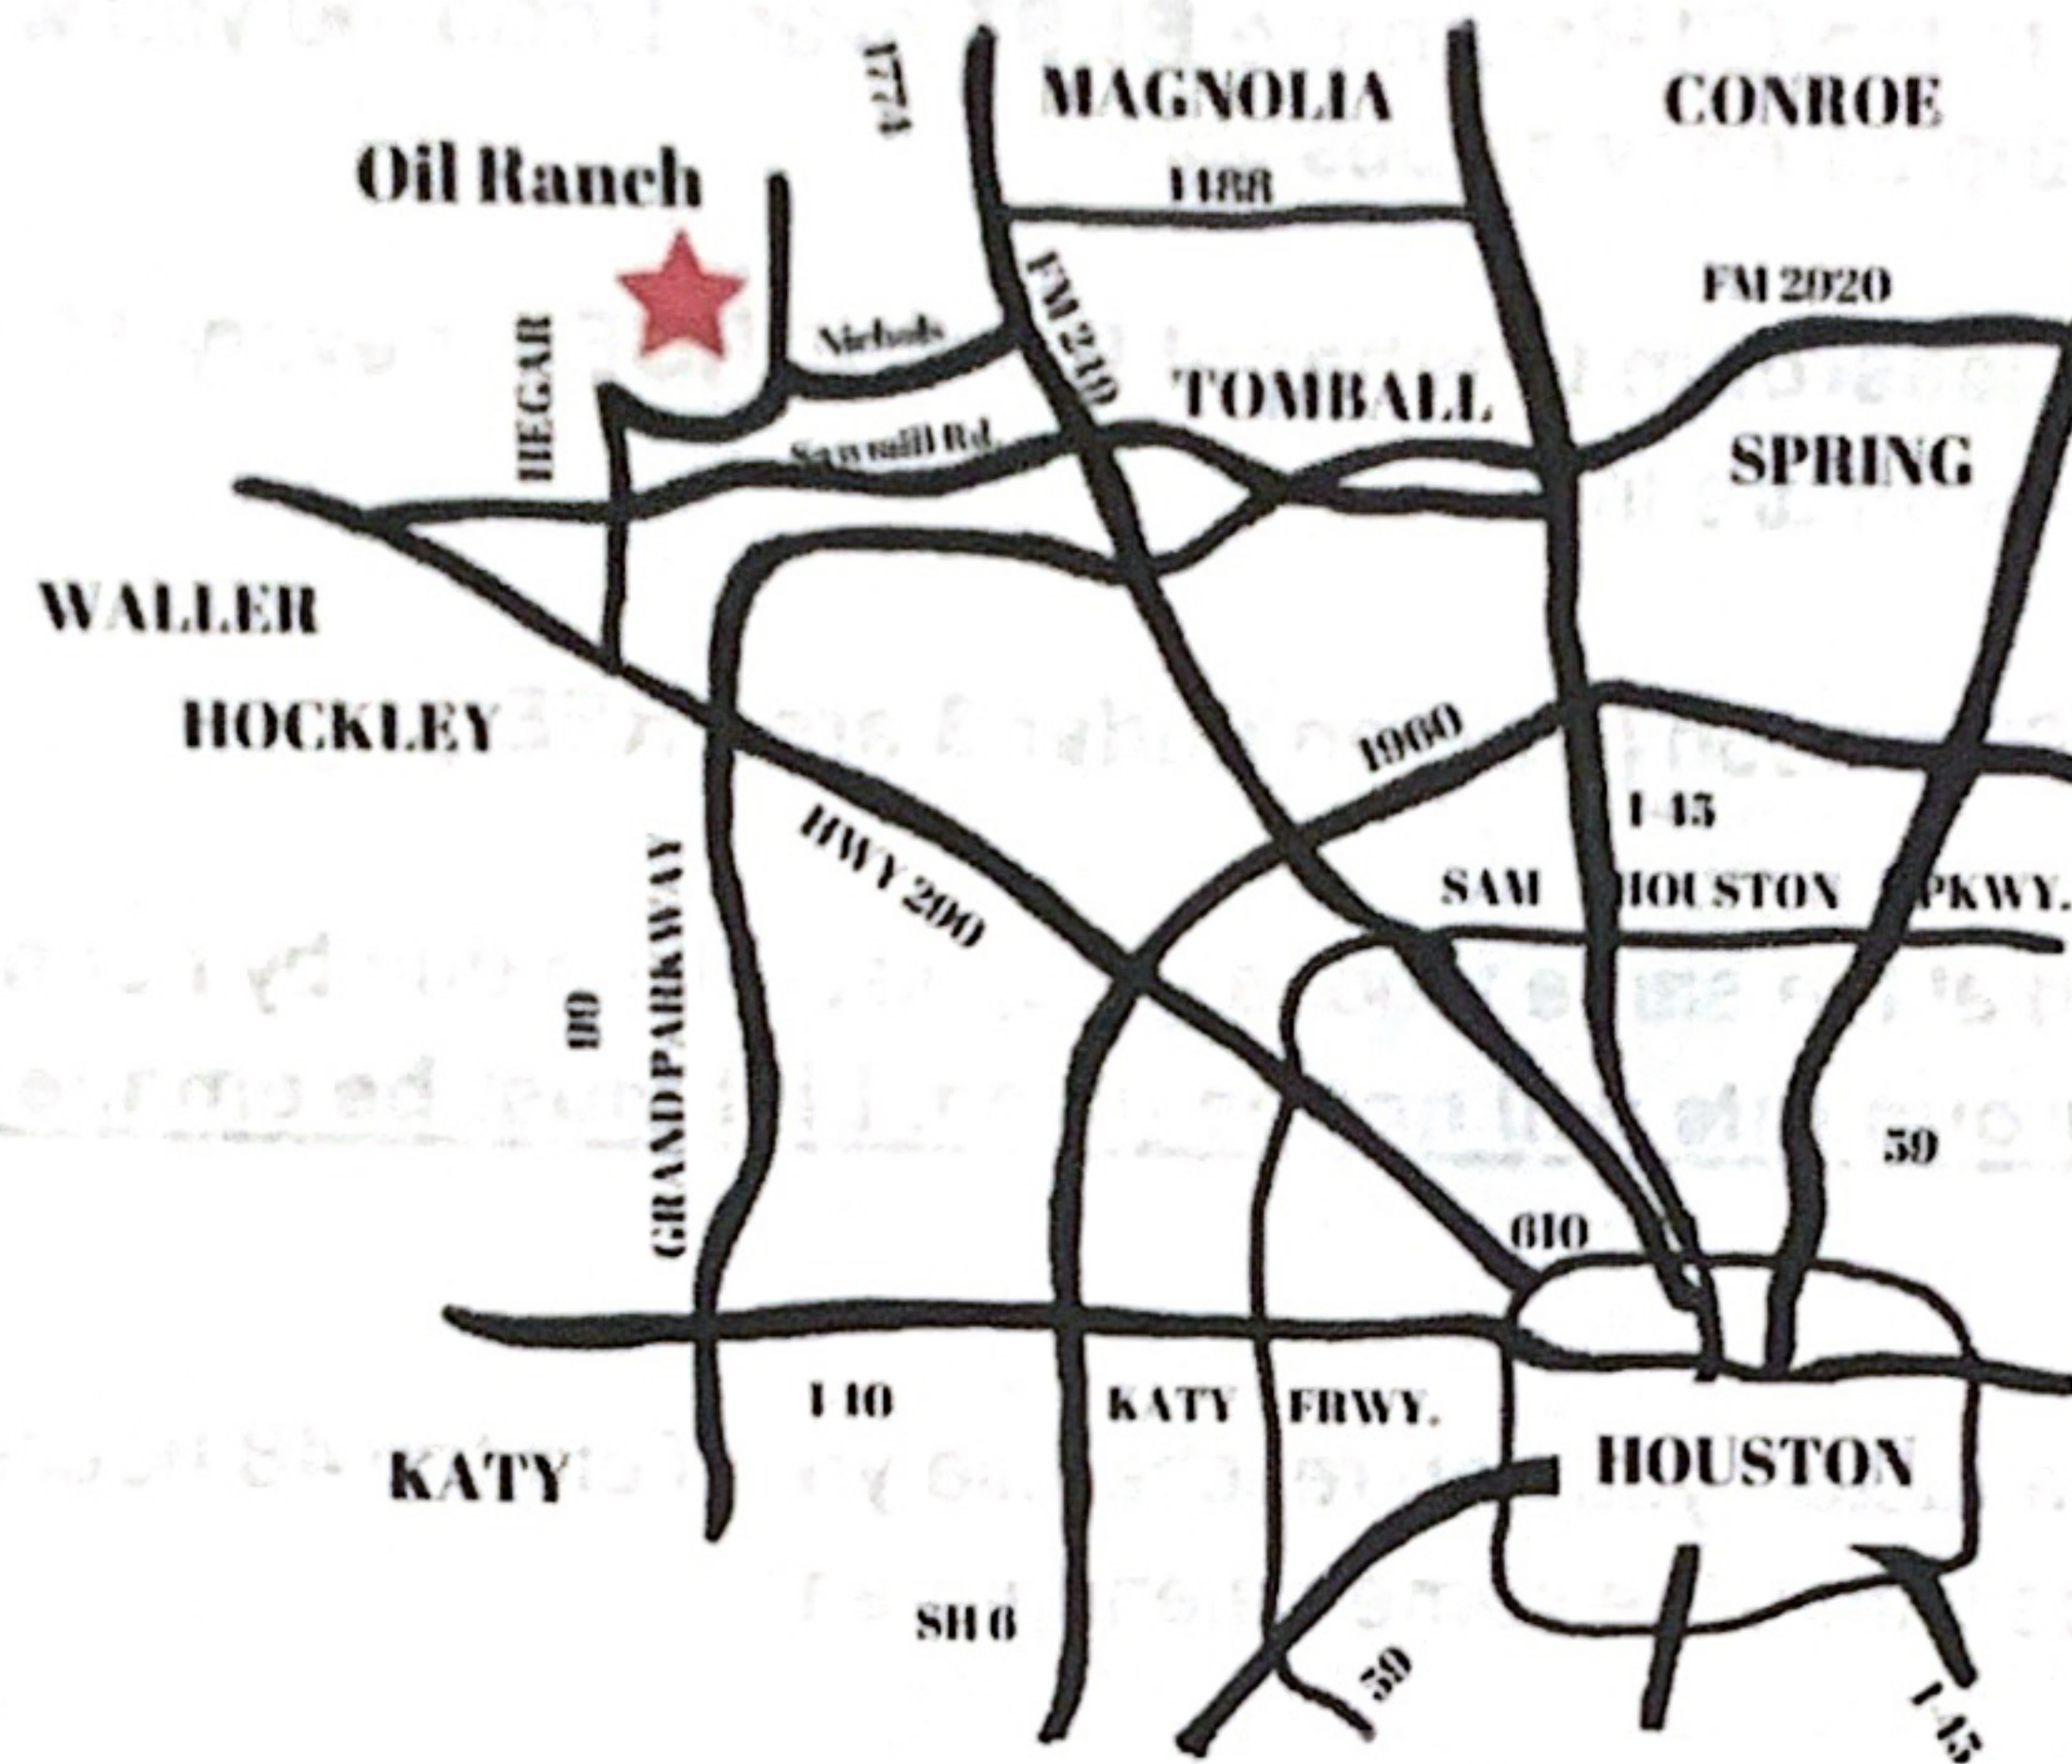 1774
MAGNOLIA
CONROE
Oil Ranch
1488
FM 249
FM 2920
HEGAR
Nichols
TOMBALL
Sawmill Rd.
SPRING
WALLER
HOCKLEY
1960
I-45
HWY 290
SAM HOUSTON PKWY.
99
GRAND PARKWAY
59
610
I-10
KATY FRWY.
KATY
HOUSTON
SH 6
59
I-45